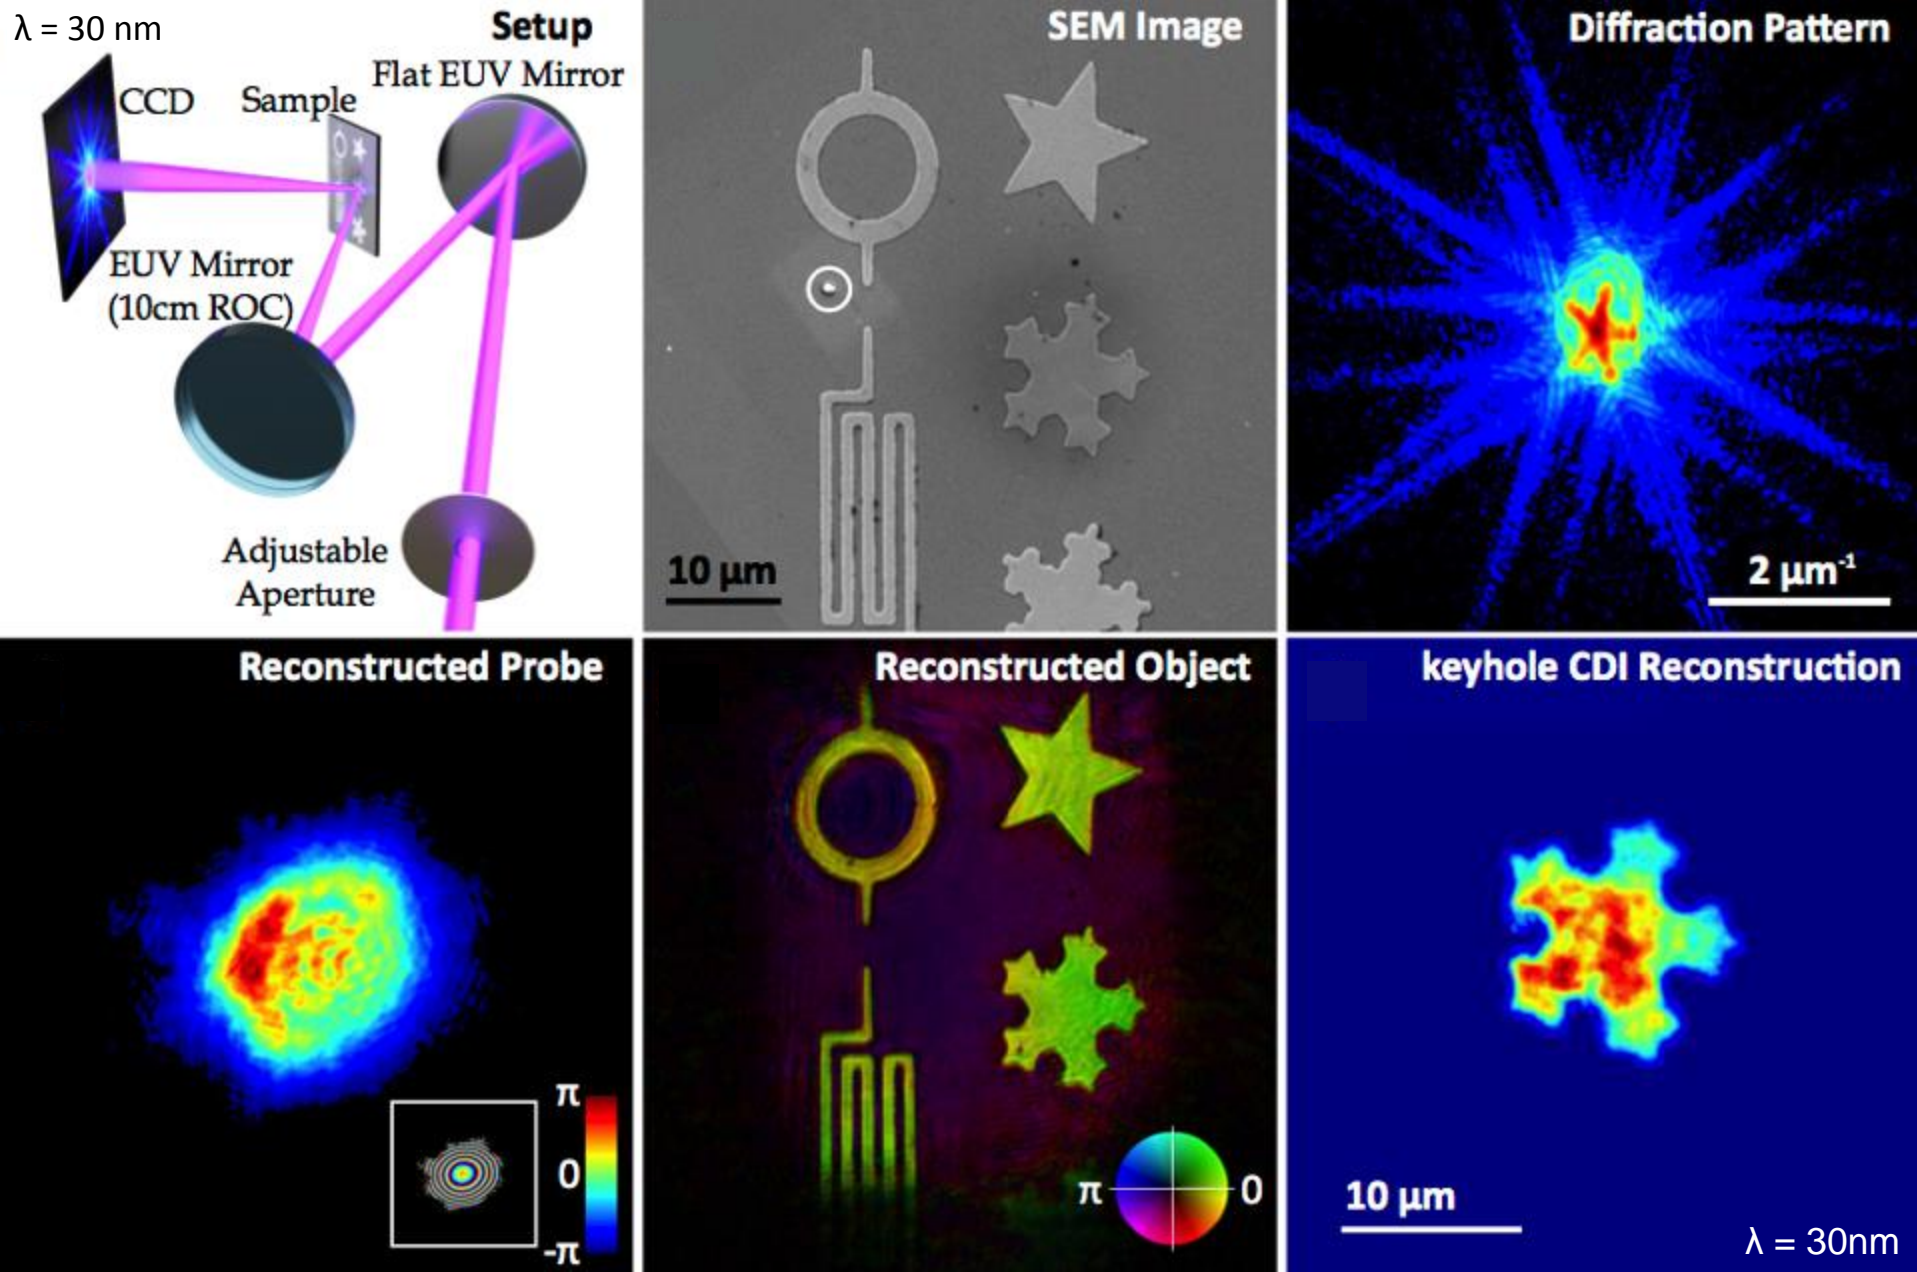 λ = 30 nm
Setup
Flat EUV Mirror
CCD
Sample
EUV Mirror
(10cm ROC)
Adjustable
Aperture
SEM Image
10 μm
Diffraction Pattern
2 μm⁻¹
Reconstructed Probe
π
0
-π
Reconstructed Object
π
0
keyhole CDI Reconstruction
10 μm
λ = 30nm